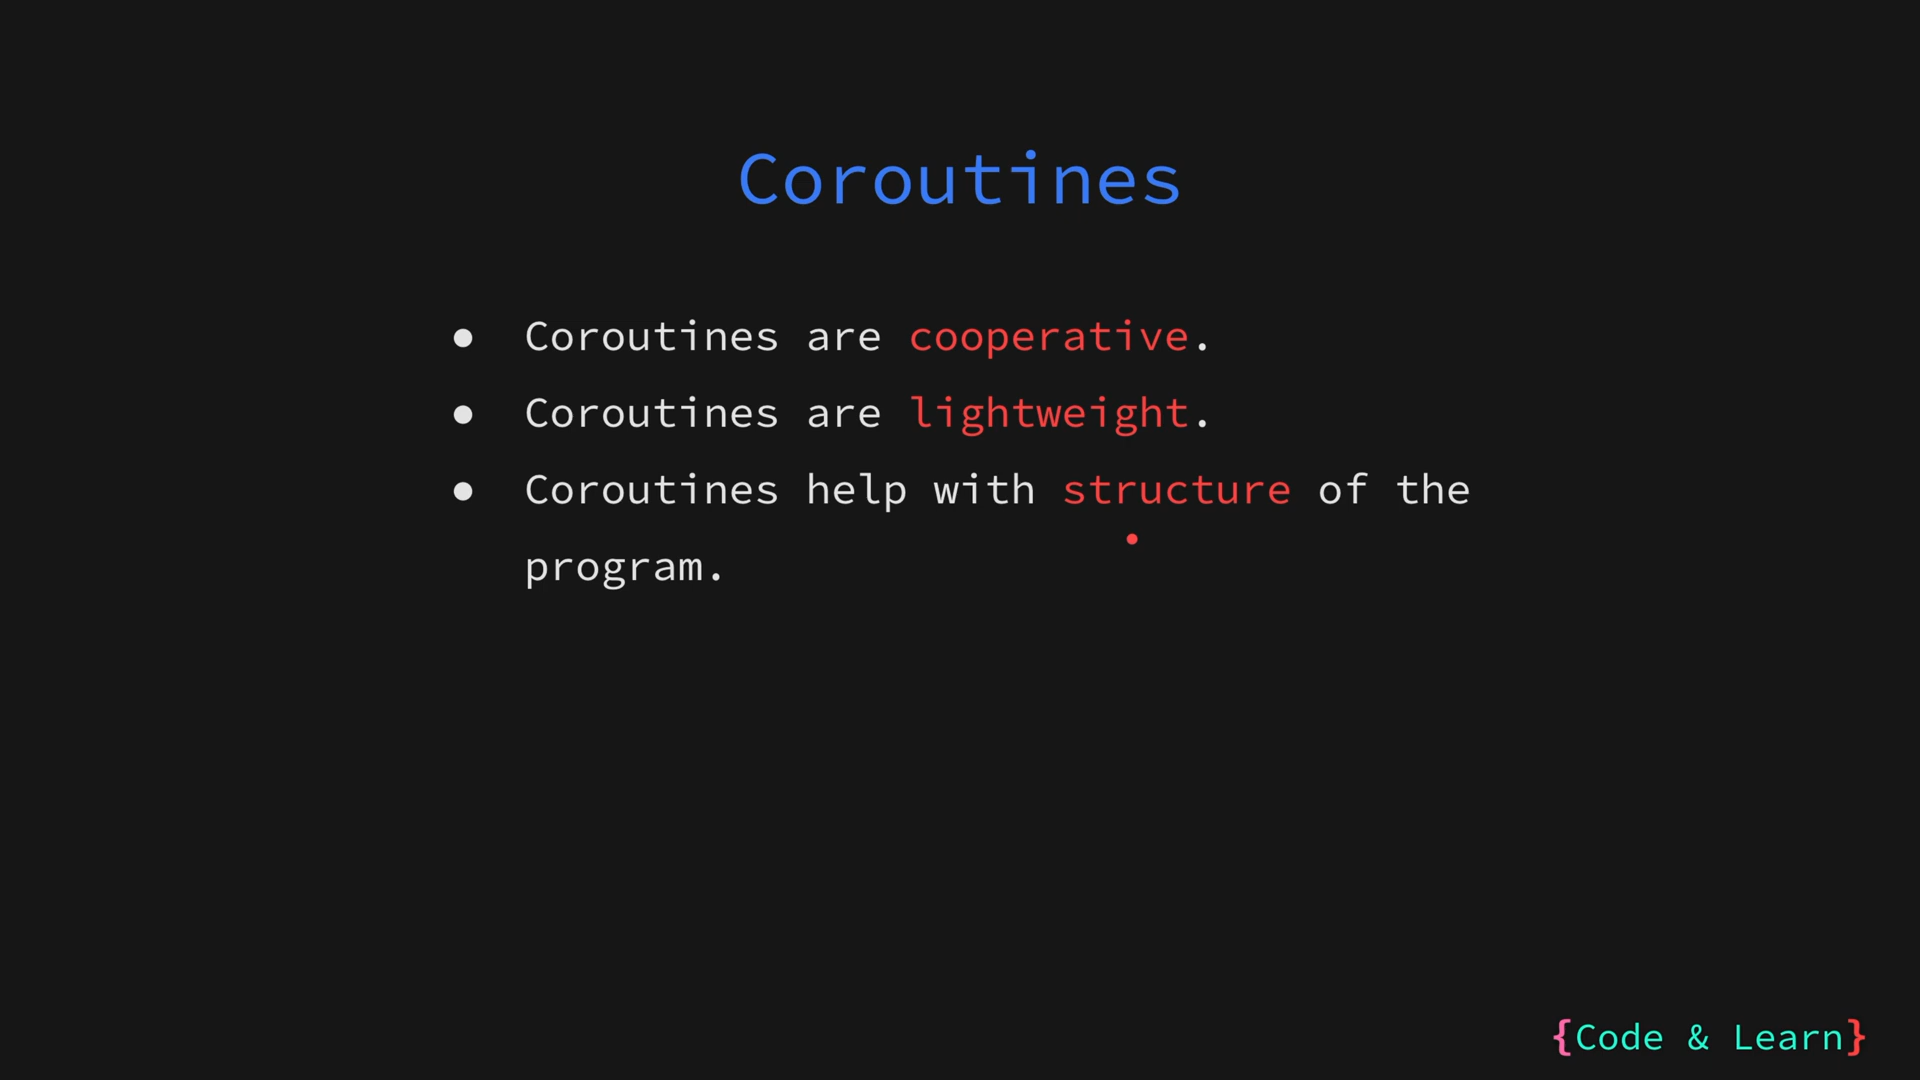 Coroutines
● Coroutines are cooperative.
● Coroutines are lightweight.
● Coroutines help with structure of the
program.
{Code & Learn}